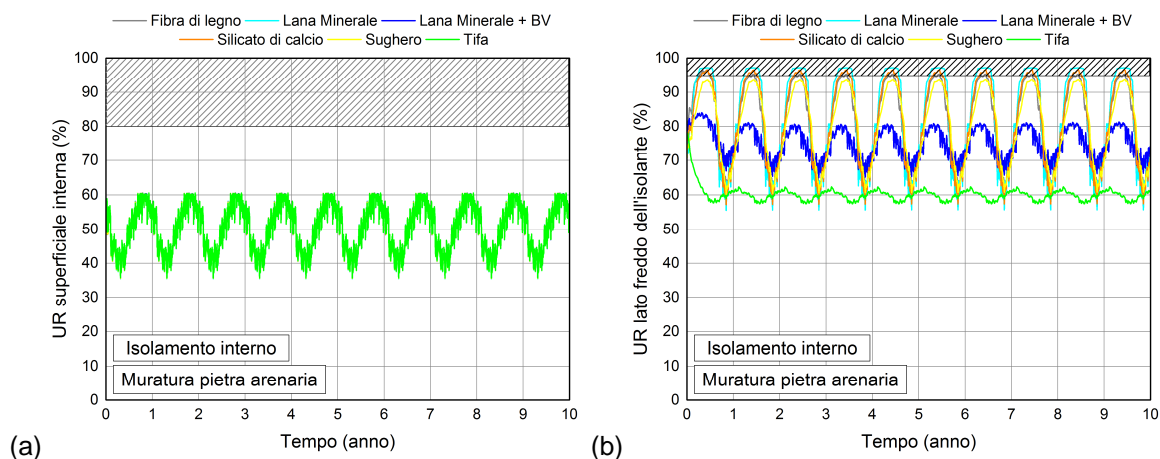 Fibra di legno Lana Minerale Lana Minerale + BV
Silicato di calcio Sughero Tifa
100
90
80
70
60
50
40
30
20
10
0
UR superficiale interna (%)
Isolamento interno
Muratura pietra arenaria
0 1 2 3 4 5 6 7 8 9 10
Tempo (anno)
(a)
Fibra di legno Lana Minerale Lana Minerale + BV
Silicato di calcio Sughero Tifa
100
90
80
70
60
50
40
30
20
10
0
UR lato freddo dell'isolante (%)
Isolamento interno
Muratura pietra arenaria
0 1 2 3 4 5 6 7 8 9 10
Tempo (anno)
(b)